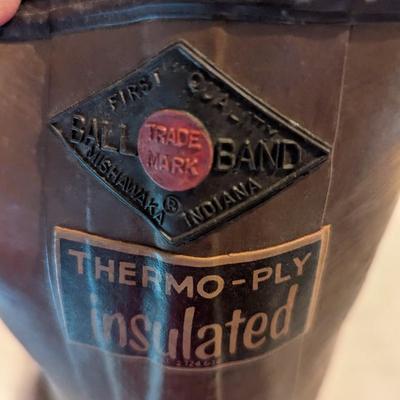 FIRST QUALITY
BALL TRADE MARK BAND
MISHAWAKA ® INDIANA
THERMO-PLY
insulated